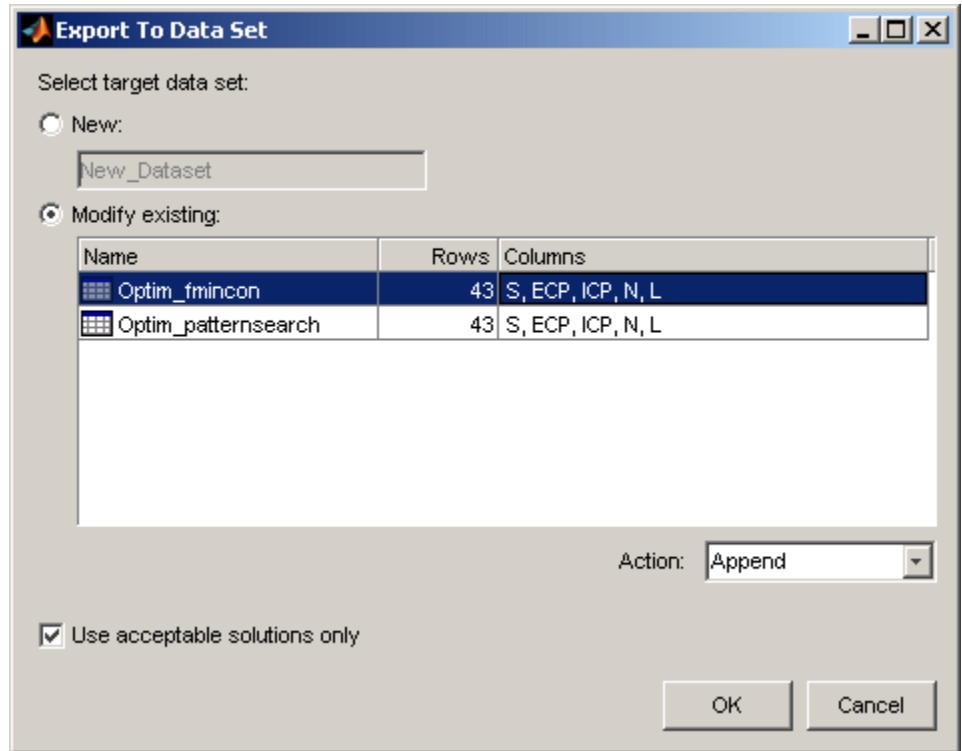 Export To Data Set
Select target data set:
New:
New_Dataset
Modify existing:
Name Rows Columns
Optim_fmincon 43 S, ECP, ICP, N, L
Optim_patternsearch 43 S, ECP, ICP, N, L
Action: Append
Use acceptable solutions only
OK Cancel